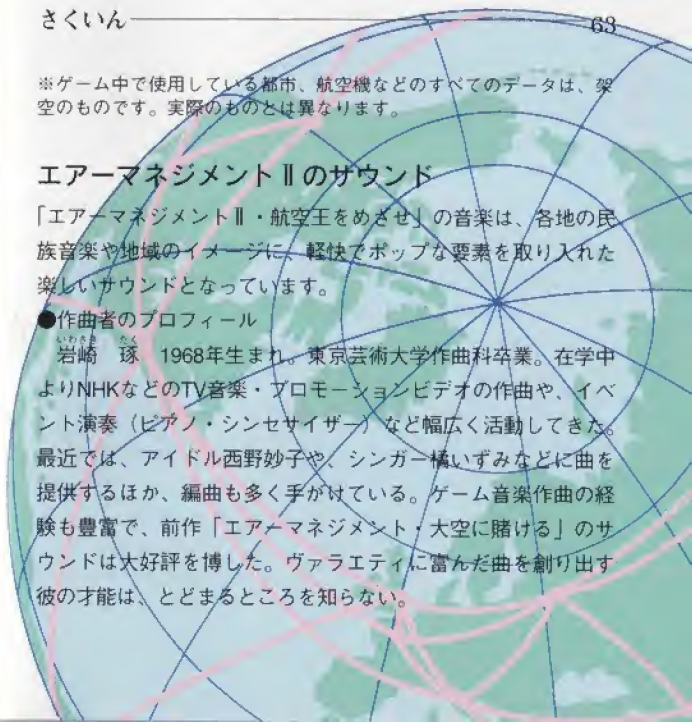 さくいん 63
※ゲーム中で使用している都市、航空機などのすべてのデータは、架
空のものです。実際のものとは異なります。
エアーマネジメントⅡのサウンド
「エアーマネジメントⅡ・航空王をめざせ」の音楽は、各地の民
族音楽や地域のイメージに、軽快でポップな要素を取り入れた
楽しいサウンドとなっています。
●作曲者のプロフィール
いわさき たく
岩崎 琢 1968年生まれ。東京芸術大学作曲科卒業。在学中
よりNHKなどのTV音楽・プロモーションビデオの作曲や、イベ
ント演奏（ピアノ・シンセサイザー）など幅広く活動してきた。
最近では、アイドル西野妙子や、シンガー橘いずみなどに曲を
提供するほか、編曲も多く手がけている。ゲーム音楽作曲の経
験も豊富で、前作「エアーマネジメント・大空に賭ける」のサ
ウンドは大好評を博した。ヴァラエティに富んだ曲を創り出す
彼の才能は、とどまるところを知らない。